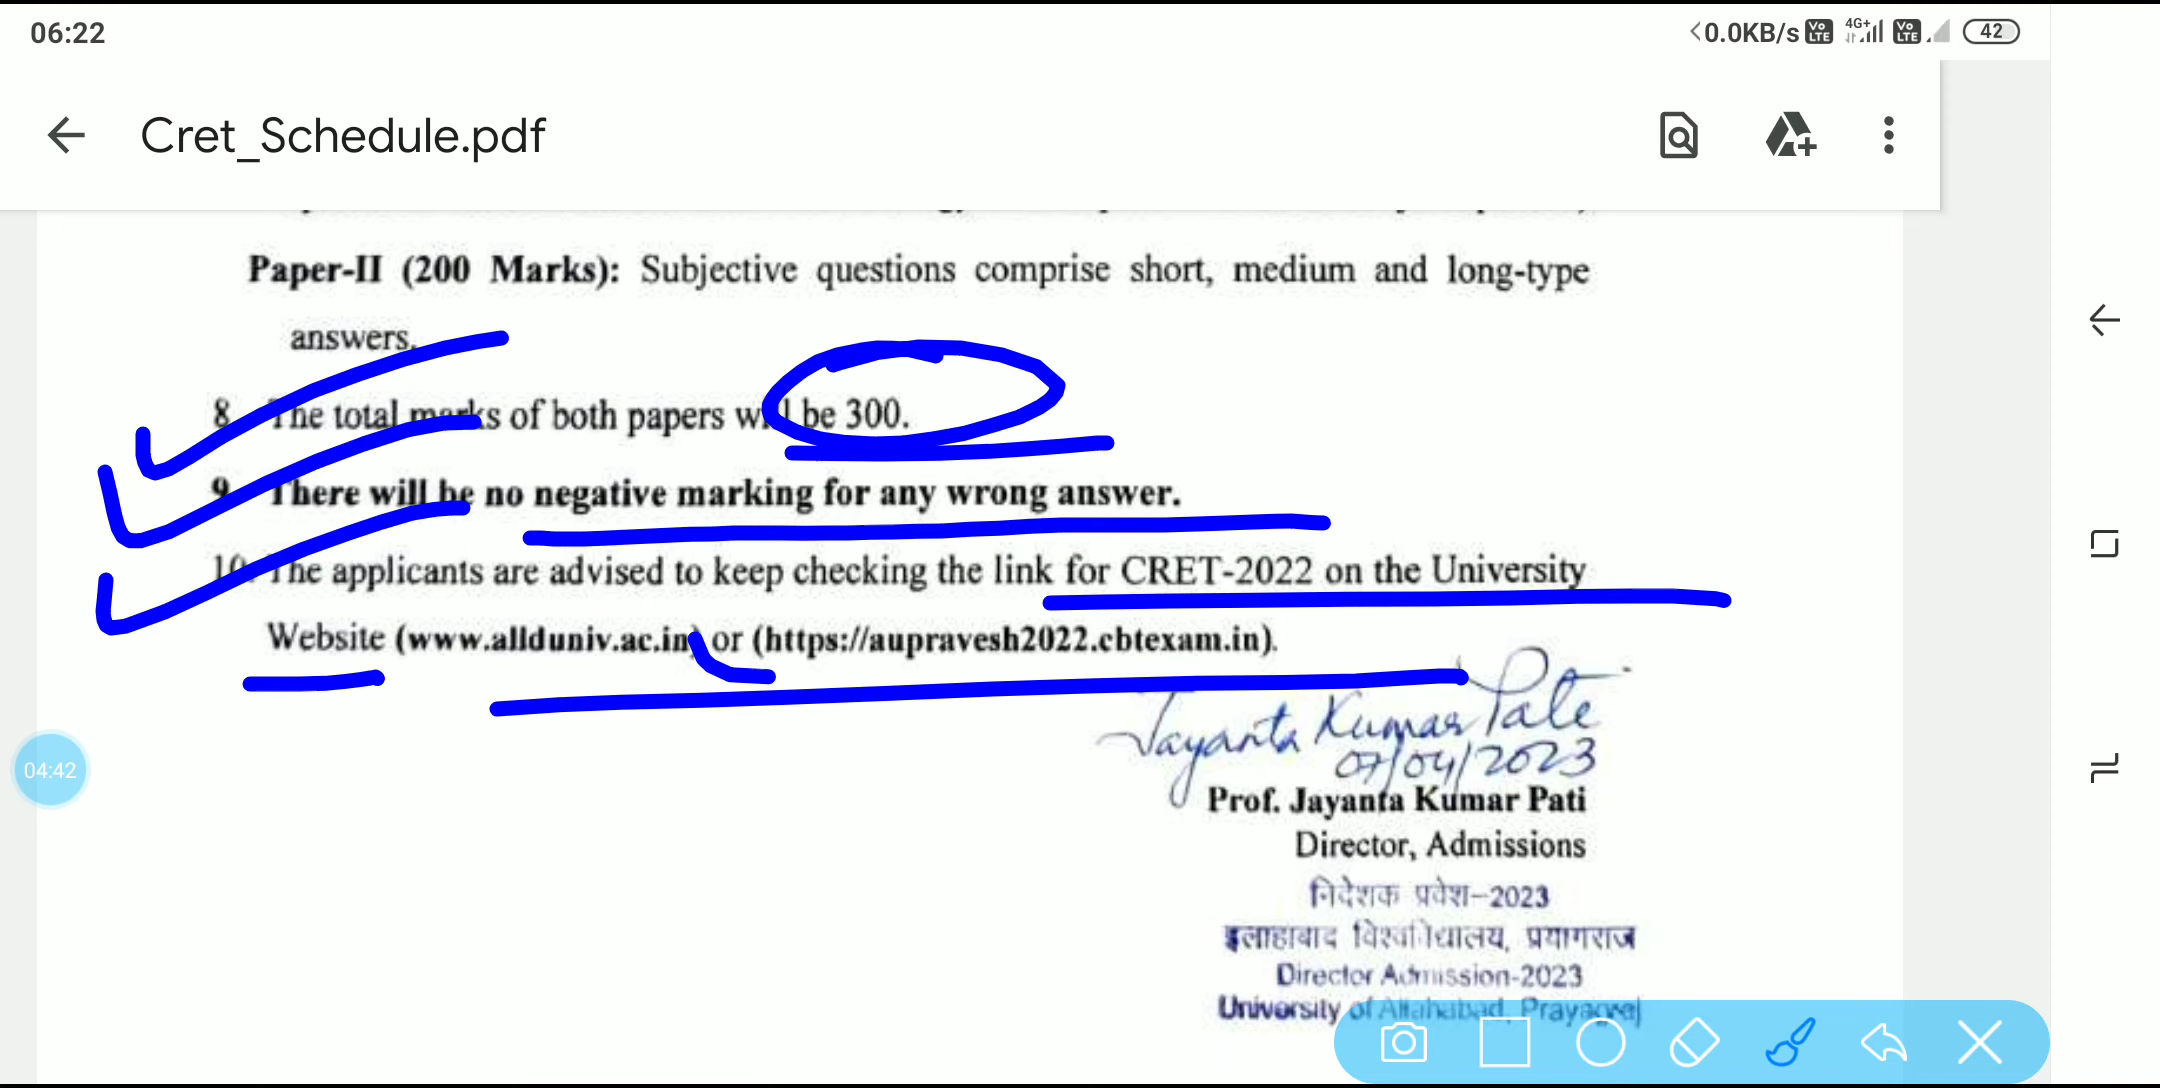 06:22
<0.0KB/s Vo LTE 4G+ Vo LTE 42
Cret_Schedule.pdf
Paper-II (200 Marks): Subjective questions comprise short, medium and long-type
answers.
8. The total marks of both papers will be 300.
9. There will be no negative marking for any wrong answer.
10. The applicants are advised to keep checking the link for CRET-2022 on the University
Website (www.allduniv.ac.in) or (https://aupravesh2022.cbtexam.in).
Jayanta Kumar Pati
07/04/2023
04:42
Prof. Jayanta Kumar Pati
Director, Admissions
निदेशक प्रवेश-2023
इलाहाबाद विश्वविद्यालय, प्रयागराज
Director Admission-2023
University of Allahabad, Prayagraj